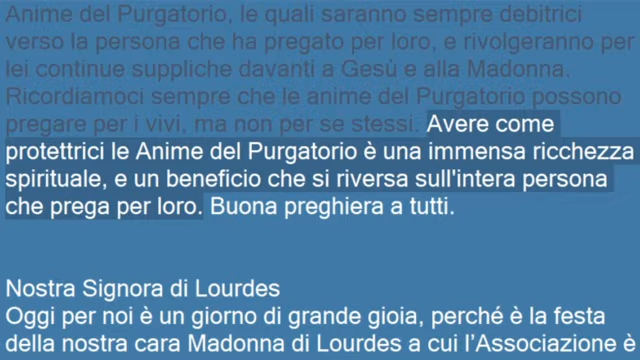 Anime del Purgatorio, le quali saranno sempre debitrici
verso la persona che ha pregato per loro, e rivolgeranno per
lei continue suppliche davanti a Gesù e alla Madonna.
Ricordiamoci sempre che le anime del Purgatorio possono
pregare per i vivi, ma non per se stessi. Avere come
protettrici le Anime del Purgatorio è una immensa ricchezza
spirituale, e un beneficio che si riversa sull'intera persona
che prega per loro. Buona preghiera a tutti.
Nostra Signora di Lourdes
Oggi per noi è un giorno di grande gioia, perché è la festa
della nostra cara Madonna di Lourdes a cui l’Associazione è